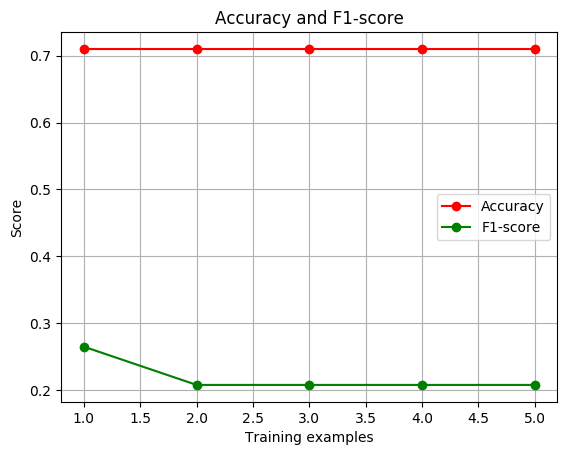 Accuracy and F1-score
Score
0.7
0.6
0.5
0.4
0.3
0.2
Accuracy
F1-score
1.0 1.5 2.0 2.5 3.0 3.5 4.0 4.5 5.0
Training examples